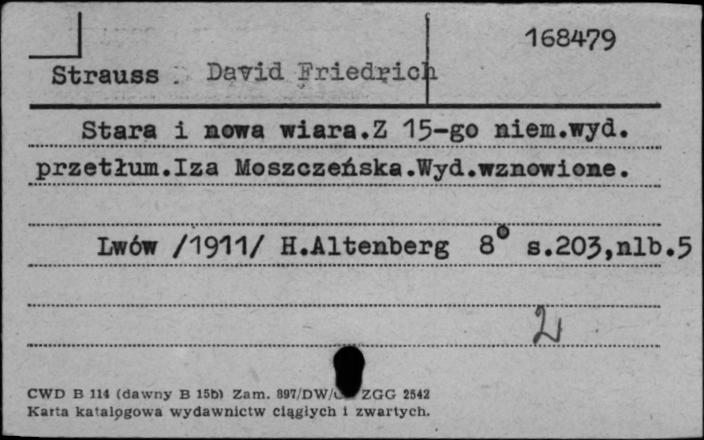 168479
Strauss David Friedrich
Stara i nowa wiara.Z 15-go niem.wyd.
przetłum.Iza Moszczeńska.Wyd.wznowione.
Lwów /1911/ H.Altenberg 8° s.203,nlb.5
2
CWD B 114 (dawny B 15b) Zam. 897/DW/ ZGG 2542
Karta katalogowa wydawnictw ciągłych i zwartych.